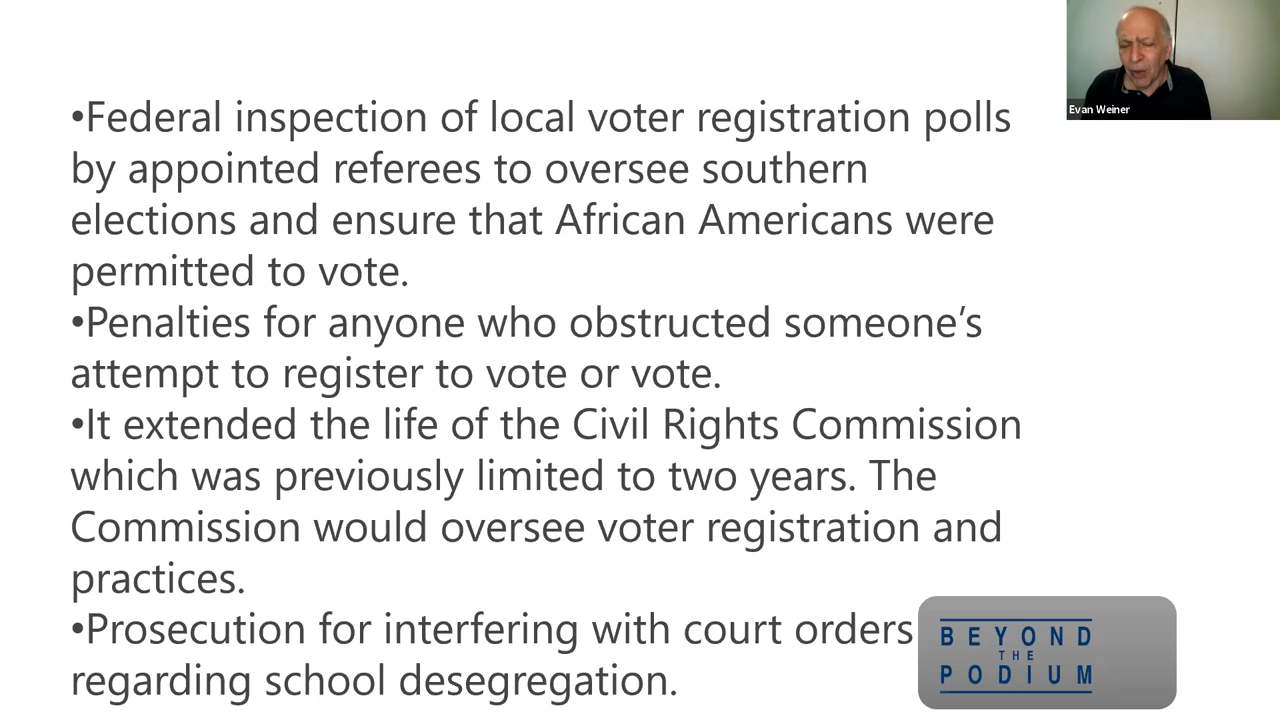 Evan Weiner
•Federal inspection of local voter registration polls
by appointed referees to oversee southern
elections and ensure that African Americans were
permitted to vote.
•Penalties for anyone who obstructed someone’s
attempt to register to vote or vote.
•It extended the life of the Civil Rights Commission
which was previously limited to two years. The
Commission would oversee voter registration and
practices.
•Prosecution for interfering with court orders
regarding school desegregation.
BEYOND
THE
PODIUM